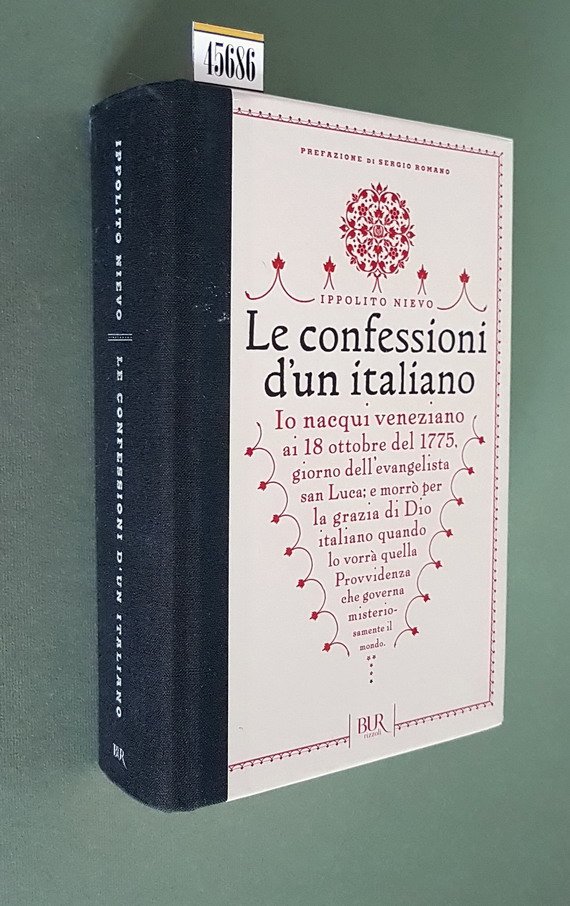 45686
IPPOLITO NIEVO LE CONFESSIONI D'UN ITALIANO
BUR
PREFAZIONE DI SERGIO ROMANO
IPPOLITO NIEVO
Le confessioni
d'un italiano
Io nacqui veneziano
ai 18 ottobre del 1775,
giorno dell'evangelista
san Luca; e morrò per
la grazia di Dio
italiano quando
lo vorrà quella
Provvidenza
che governa
misterio-
samente il
mondo.
BUR
rizzoli